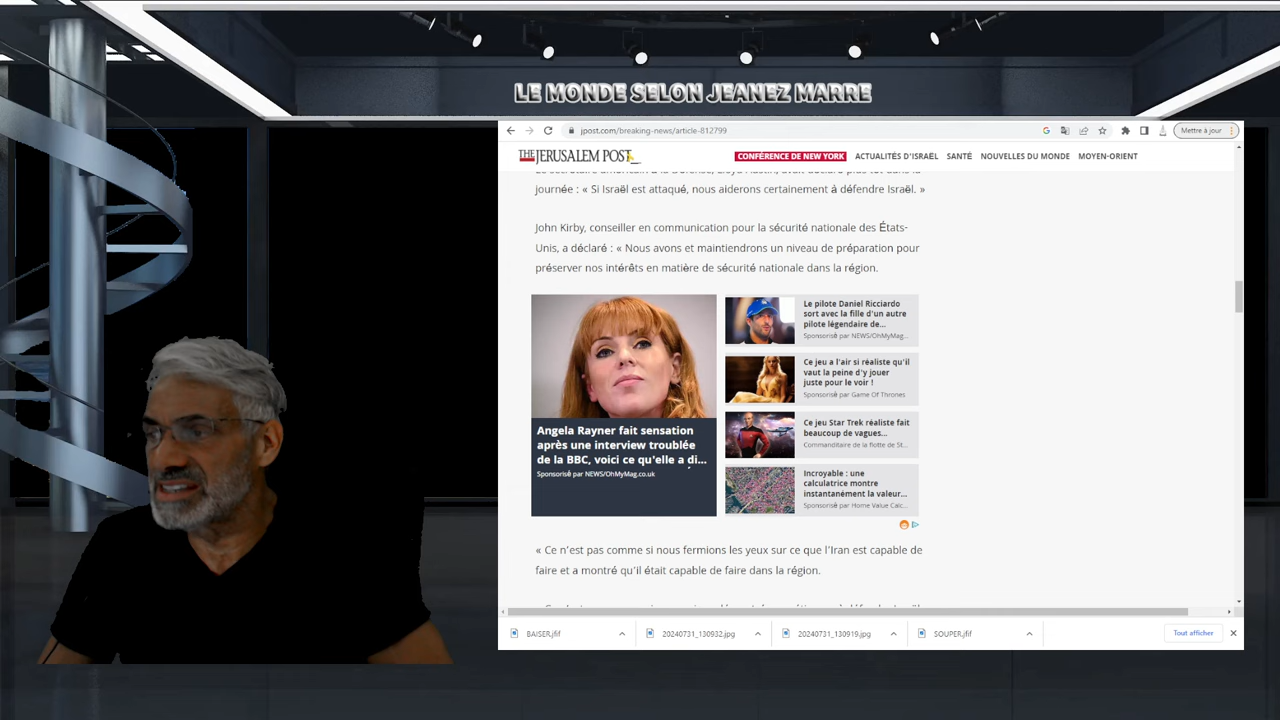 LE MONDE SELON JEANEZ MARRE
jpost.com/breaking-news/article-812799
Mettre à jour
THE JERUSALEM POST
CONFÉRENCE DE NEW YORK
ACTUALITÉS D'ISRAËL
SANTÉ
NOUVELLES DU MONDE
MOYEN-ORIENT
journée : « Si Israël est attaqué, nous aiderons certainement à défendre Israël. »
John Kirby, conseiller en communication pour la sécurité nationale des États-
Unis, a déclaré : « Nous avons et maintiendrons un niveau de préparation pour
préserver nos intérêts en matière de sécurité nationale dans la région.
Angela Rayner fait sensation
après une interview troublée
de la BBC, voici ce qu'elle a di...
Sponsorisé par NEWS/OhMyMag.co.uk
Le pilote Daniel Ricciardo
sort avec la fille d'un autre
pilote légendaire de...
Sponsorisé par NEWS/OhMyMag...
Ce jeu a l'air si réaliste qu'il
vaut la peine d'y jouer
juste pour le voir !
Sponsorisé par Game Of Thrones
Ce jeu Star Trek réaliste fait
beaucoup de vagues...
Commanditaire de la flotte de St...
Incroyable : une
calculatrice montre
instantanément la valeur...
Sponsorisé par Home Value Calc...
« Ce n'est pas comme si nous fermions les yeux sur ce que l'Iran est capable de
faire et a montré qu'il était capable de faire dans la région.
BAISER.jfif
20240731_130932.jpg
20240731_130919.jpg
SOUPER.jfif
Tout afficher